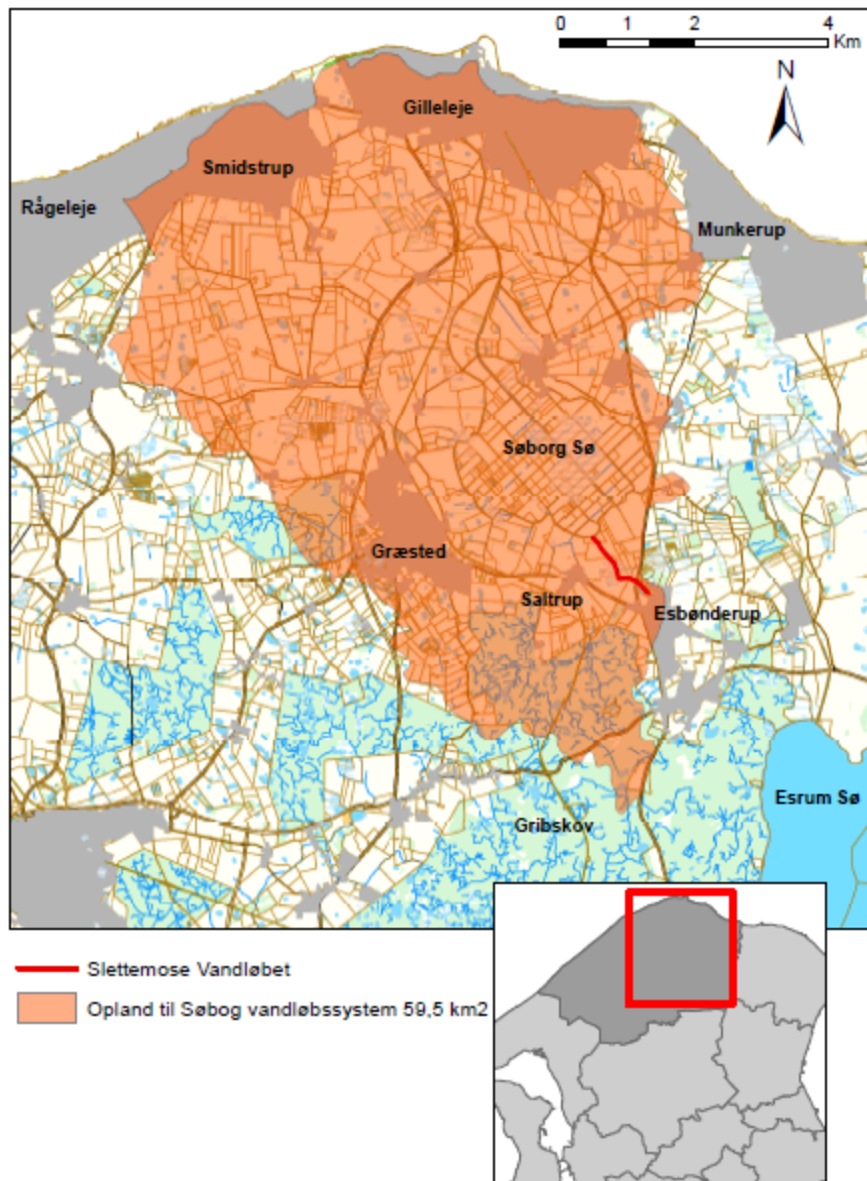 0 1 2 4
Km
N
Gilleleje
Smidstrup
Rågeleje
Munkerup
Søborg Sø
Græsted
Saltrup
Esbønderup
Esrum Sø
Gribskov
Slettemose Vandløbet
Opland til Søbog vandløbssystem 59,5 km2